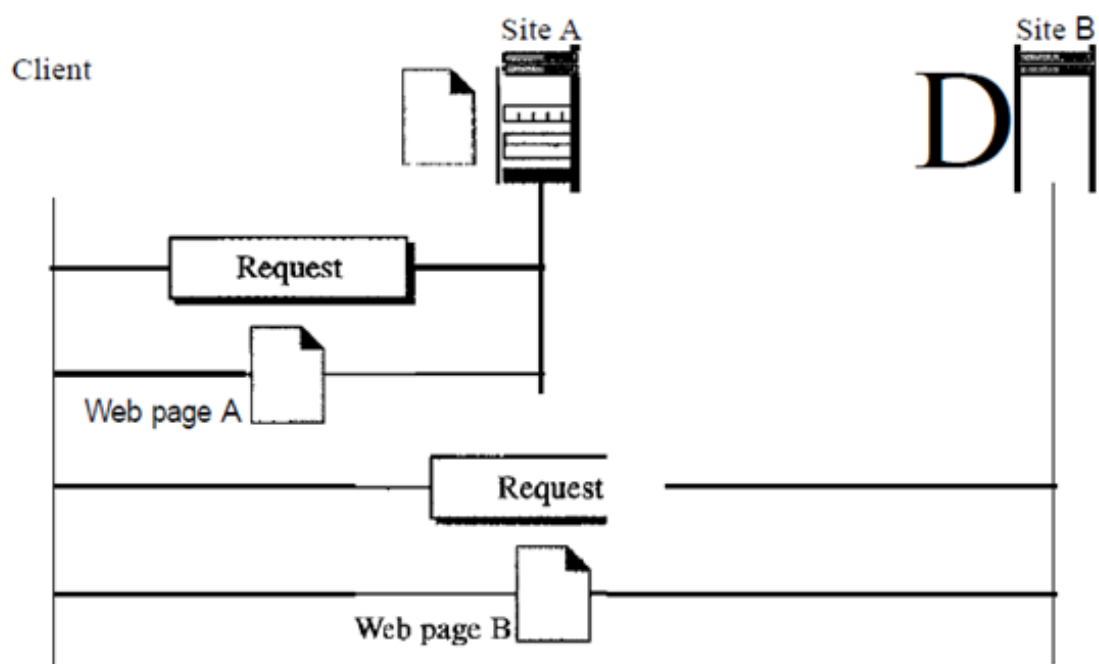 Site A
Site B
Client
D
Request
Web page A
Request
Web page B